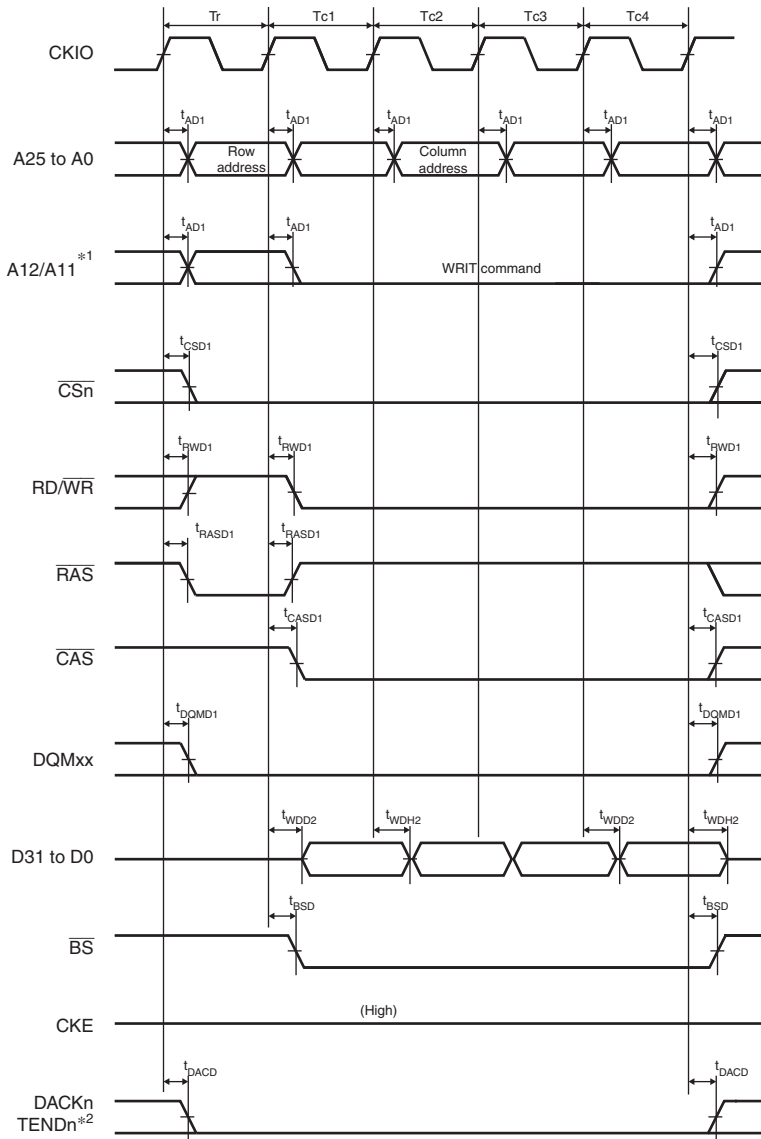 Tr Tc1 Tc2 Tc3 Tc4
CKIO
tAD1 tAD1 tAD1 tAD1 tAD1 tAD1
A25 to A0
Row address
Column address
tAD1 tAD1 tAD1
A12/A11*1
WRIT command
tCSD1 tCSD1
CSn
tRWD1 tRWD1 tRWD1
RD/WR
tRASD1 tRASD1
RAS
tCASD1 tCASD1
CAS
tDQMD1 tDQMD1
DQMxx
tWDD2 tWDH2 tWDD2 tWDH2
D31 to D0
tBSD tBSD
BS
(High)
CKE
tDACD tDACD
DACKn
TENDn*2